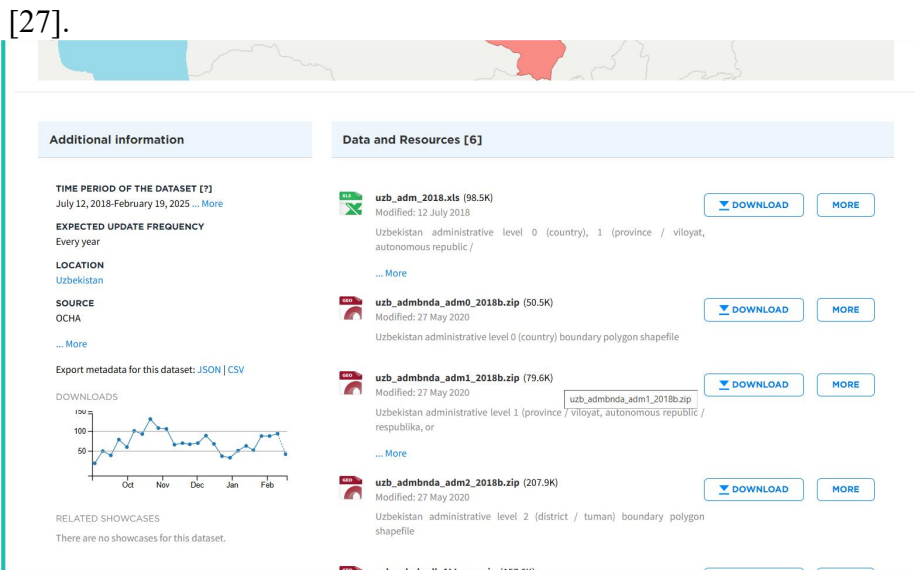 [27].
Additional information
TIME PERIOD OF THE DATASET [?]
July 12, 2018-February 19, 2025 ... More
EXPECTED UPDATE FREQUENCY
Every year
LOCATION
Uzbekistan
SOURCE
OCHA
... More
Export metadata for this dataset: JSON | CSV
DOWNLOADS
150
100
50
Oct Nov Dec Jan Feb
RELATED SHOWCASES
There are no showcases for this dataset.
Data and Resources [6]
XLS
uzb_adm_2018.xls (98.5K)
Modified: 12 July 2018
Uzbekistan administrative level 0 (country), 1 (province / viloyat,
autonomous republic /
... More
DOWNLOAD MORE
GEO
uzb_admbnda_adm0_2018b.zip (50.5K)
Modified: 27 May 2020
Uzbekistan administrative level 0 (country) boundary polygon shapefile
DOWNLOAD MORE
GEO
uzb_admbnda_adm1_2018b.zip (79.6K)
Modified: 27 May 2020
uzb_admbnda_adm1_2018b.zip
Uzbekistan administrative level 1 (province / viloyat, autonomous republic /
respublika, or
... More
DOWNLOAD MORE
GEO
uzb_admbnda_adm2_2018b.zip (207.9K)
Modified: 27 May 2020
Uzbekistan administrative level 2 (district / tuman) boundary polygon
shapefile
DOWNLOAD MORE